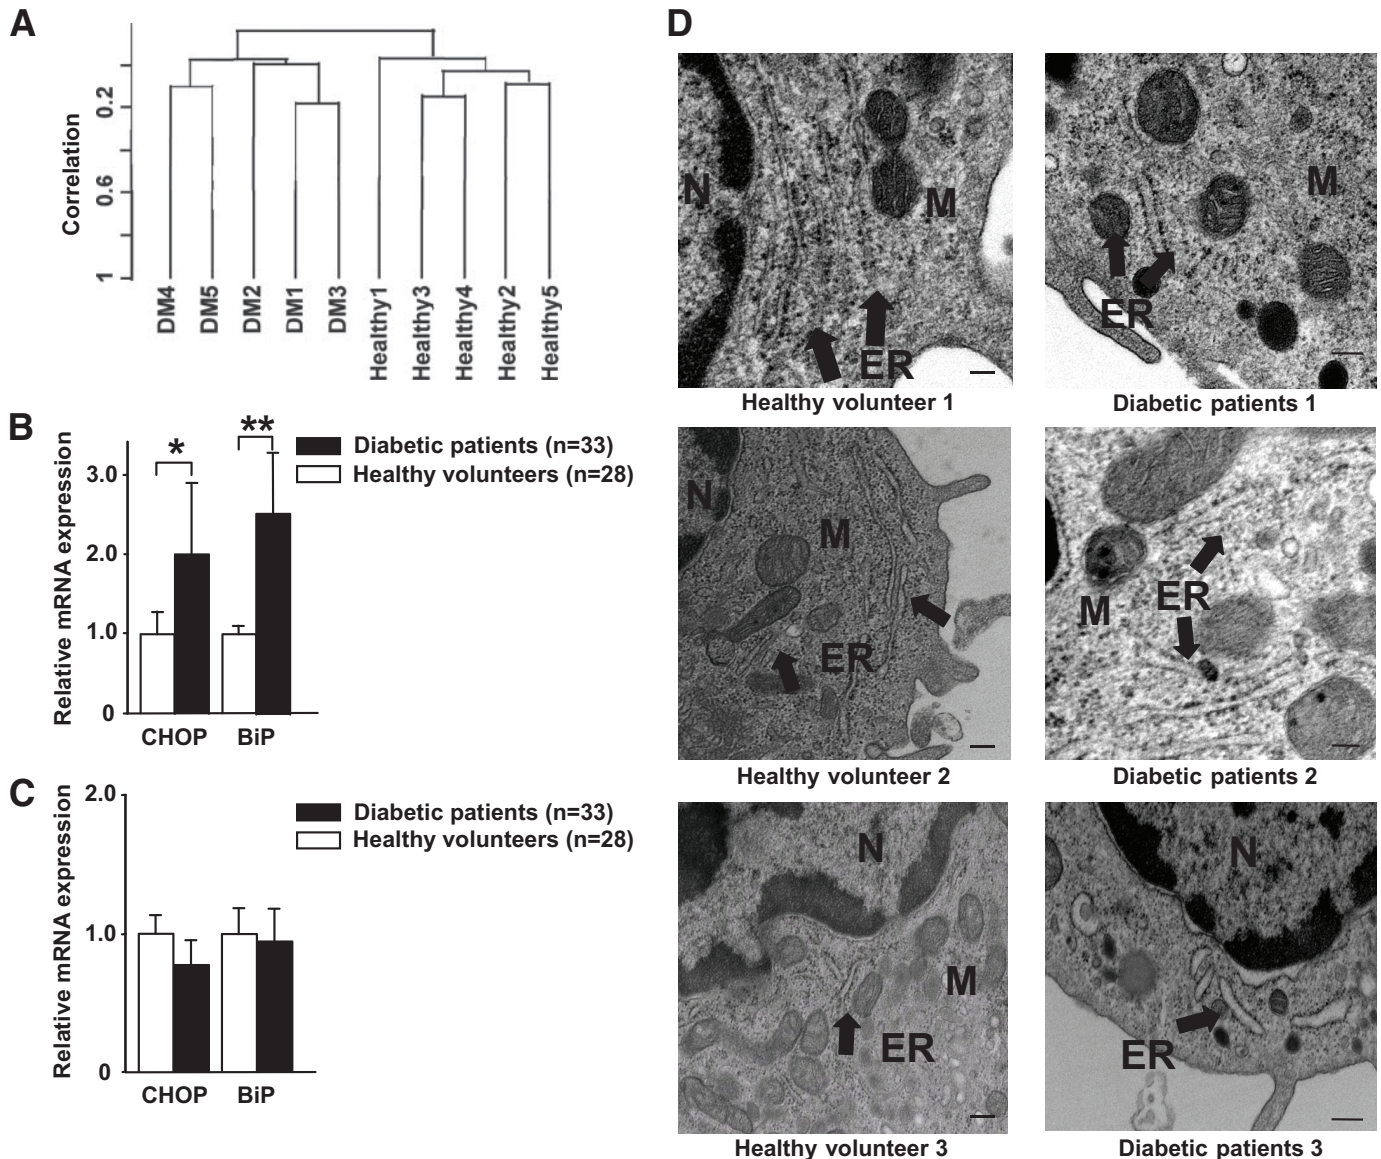 A
Correlation
0.2
0.6
1
DM4
DM5
DM2
DM1
DM3
Healthy1
Healthy3
Healthy4
Healthy2
Healthy5
B
Relative mRNA expression
3.0
2.0
1.0
0
*
**
Diabetic patients (n=33)
Healthy volunteers (n=28)
CHOP
BiP
C
Relative mRNA expression
2.0
1.0
0
Diabetic patients (n=33)
Healthy volunteers (n=28)
CHOP
BiP
D
N
M
ER
Healthy volunteer 1
M
ER
Diabetic patients 1
N
M
ER
Healthy volunteer 2
ER
M
Diabetic patients 2
N
M
ER
Healthy volunteer 3
N
ER
Diabetic patients 3